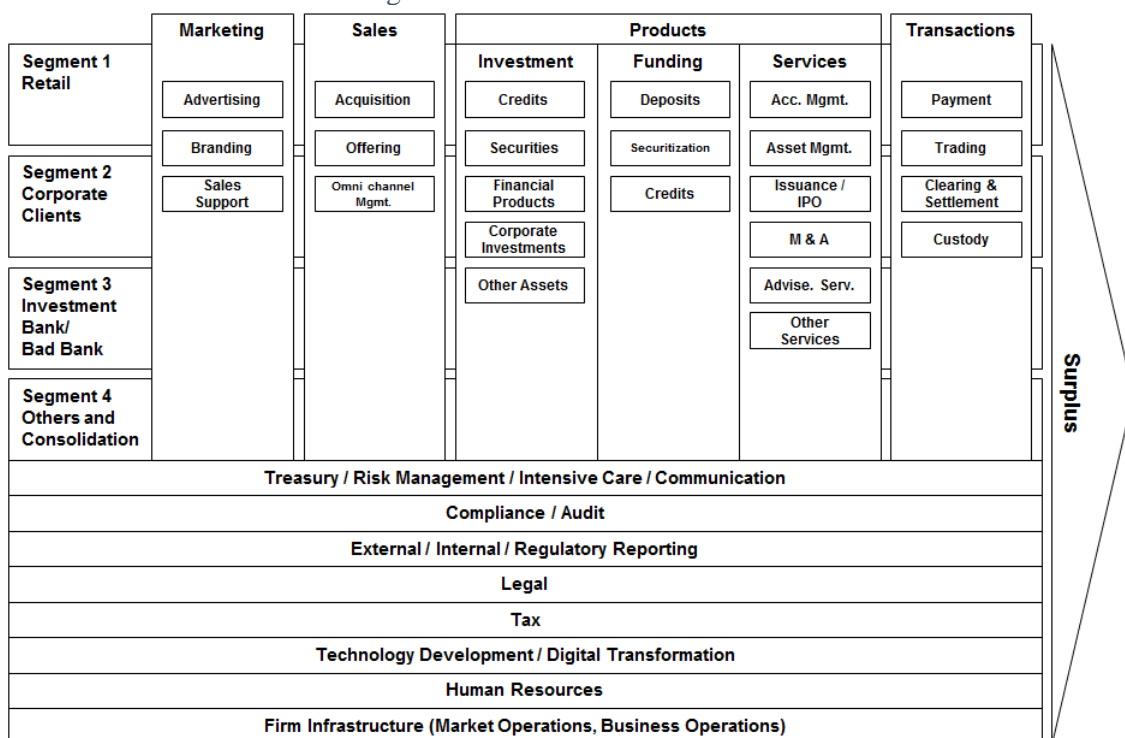 Marketing
Sales
Products
Transactions
Segment 1
Retail
Investment
Funding
Services
Advertising
Acquisition
Credits
Deposits
Acc. Mgmt.
Payment
Branding
Offering
Securities
Securitization
Asset Mgmt.
Trading
Segment 2
Corporate
Clients
Sales
Support
Omni channel
Mgmt.
Financial
Products
Credits
Issuance /
IPO
Clearing &
Settlement
Corporate
Investments
M & A
Custody
Segment 3
Investment
Bank/
Bad Bank
Other Assets
Advise. Serv.
Other
Services
Surplus
Segment 4
Others and
Consolidation
Treasury / Risk Management / Intensive Care / Communication
Compliance / Audit
External / Internal / Regulatory Reporting
Legal
Tax
Technology Development / Digital Transformation
Human Resources
Firm Infrastructure (Market Operations, Business Operations)